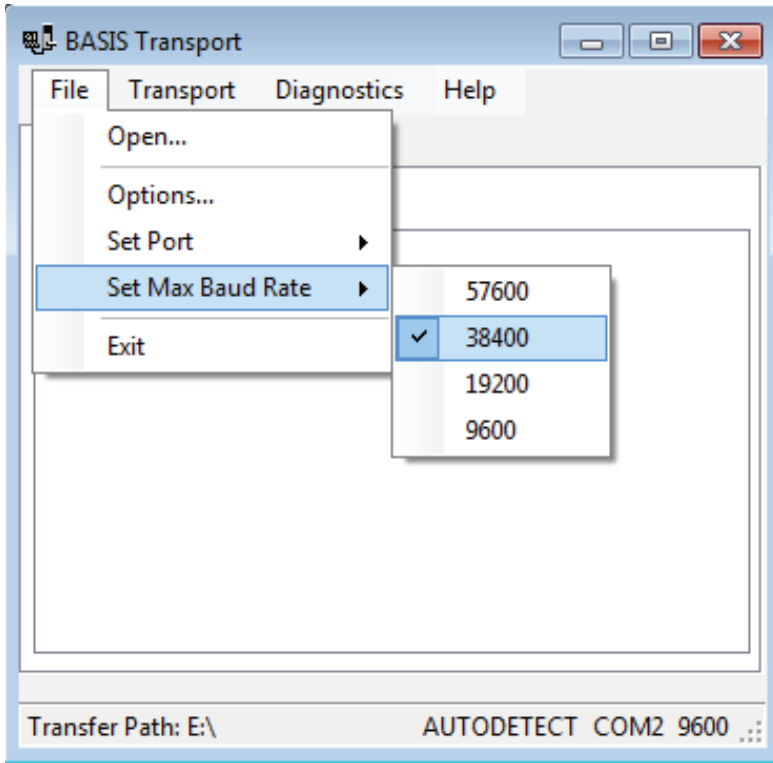 BASIS Transport
File Transport Diagnostics Help
Open...
Options...
Set Port
Set Max Baud Rate
Exit
57600
38400
19200
9600
Transfer Path: E:\ AUTODETECT COM2 9600